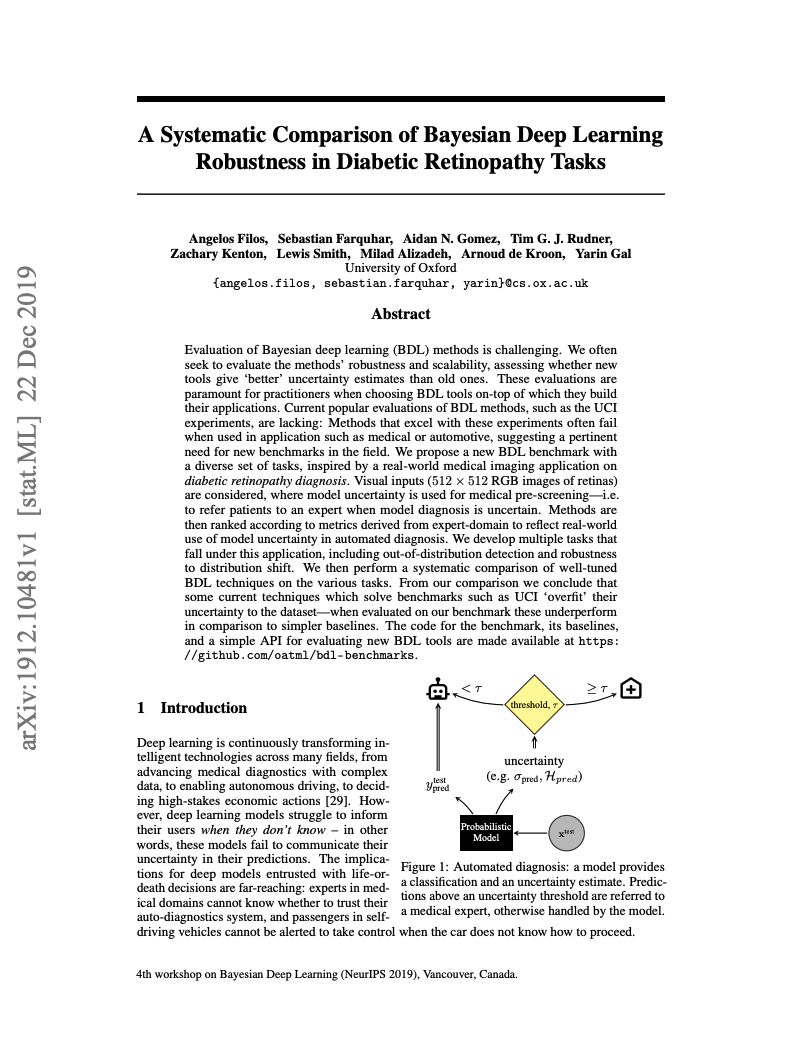 A Systematic Comparison of Bayesian Deep Learning
Robustness in Diabetic Retinopathy Tasks
Angelos Filos, Sebastian Farquhar, Aidan N. Gomez, Tim G. J. Rudner,
Zachary Kenton, Lewis Smith, Milad Alizadeh, Arnoud de Kroon, Yarin Gal
University of Oxford
{angelos.filos, sebastian.farquhar, yarin}@cs.ox.ac.uk
Abstract
Evaluation of Bayesian deep learning (BDL) methods is challenging. We often
seek to evaluate the methods' robustness and scalability, assessing whether new
tools give ‘better’ uncertainty estimates than old ones. These evaluations are
paramount for practitioners when choosing BDL tools on-top of which they build
their applications. Current popular evaluations of BDL methods, such as the UCI
experiments, are lacking: Methods that excel with these experiments often fail
when used in application such as medical or automotive, suggesting a pertinent
need for new benchmarks in the field. We propose a new BDL benchmark with
a diverse set of tasks, inspired by a real-world medical imaging application on
diabetic retinopathy diagnosis. Visual inputs (512 × 512 RGB images of retinas)
are considered, where model uncertainty is used for medical pre-screening—i.e.
to refer patients to an expert when model diagnosis is uncertain. Methods are
then ranked according to metrics derived from expert-domain to reflect real-world
use of model uncertainty in automated diagnosis. We develop multiple tasks that
fall under this application, including out-of-distribution detection and robustness
to distribution shift. We then perform a systematic comparison of well-tuned
BDL techniques on the various tasks. From our comparison we conclude that
some current techniques which solve benchmarks such as UCI ‘overfit’ their
uncertainty to the dataset—when evaluated on our benchmark these underperform
in comparison to simpler baselines. The code for the benchmark, its baselines,
and a simple API for evaluating new BDL tools are made available at https:
//github.com/oatml/bdl-benchmarks.
1 Introduction
Deep learning is continuously transforming in-
telligent technologies across many fields, from
advancing medical diagnostics with complex
data, to enabling autonomous driving, to decid-
ing high-stakes economic actions [29]. How-
ever, deep learning models struggle to inform
their users when they don't know – in other
words, these models fail to communicate their
uncertainty in their predictions. The implica-
tions for deep models entrusted with life-or-
death decisions are far-reaching: experts in med-
ical domains cannot know whether to trust their
auto-diagnostics system, and passengers in self-
driving vehicles cannot be alerted to take control when the car does not know how to proceed.
< τ
threshold, τ
≥ τ
uncertainty
(e.g. σpred, ℋpred)
y test pred
Probabilistic
Model
x test
Figure 1: Automated diagnosis: a model provides
a classification and an uncertainty estimate. Predic-
tions above an uncertainty threshold are referred to
a medical expert, otherwise handled by the model.
4th workshop on Bayesian Deep Learning (NeurIPS 2019), Vancouver, Canada.
arXiv:1912.10481v1 [stat.ML] 22 Dec 2019